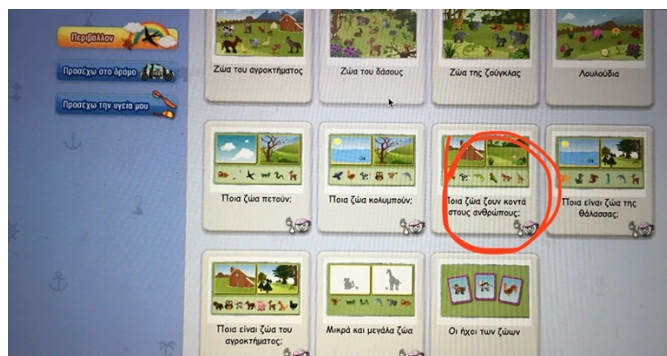 Περιβάλλον
Προσέχω στο δρόμο
Προσέχω την υγεία μου
Ζώα του αγροκτήματος
Ζώα του δάσους
Ζώα της ζούγκλας
Λουλούδια
Ποια ζώα πετούν;
Ποια ζώα κολυμπούν;
Ποια ζώα ζουν κοντά
στους ανθρώπους;
Ποια είναι ζώα της
θάλασσας;
Ποια είναι ζώα του
αγροκτήματος;
Μικρά και μεγάλα ζώα
Οι ήχοι των ζώων